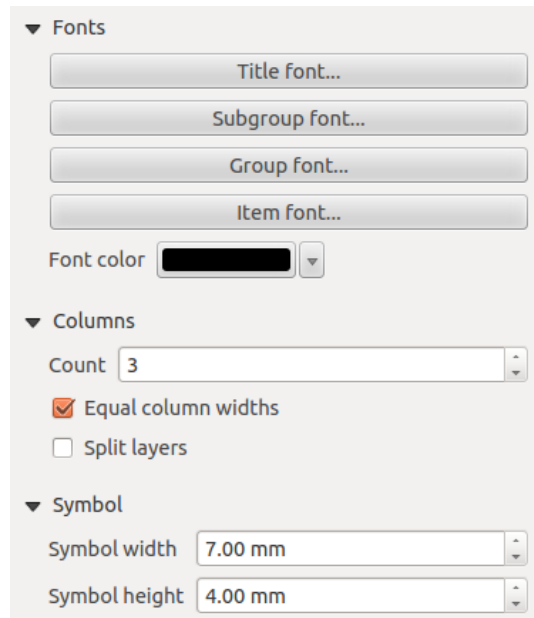 Fonts
Title font...
Subgroup font...
Group font...
Item font...
Font color
Columns
Count 3
Equal column widths
Split layers
Symbol
Symbol width 7.00 mm
Symbol height 4.00 mm